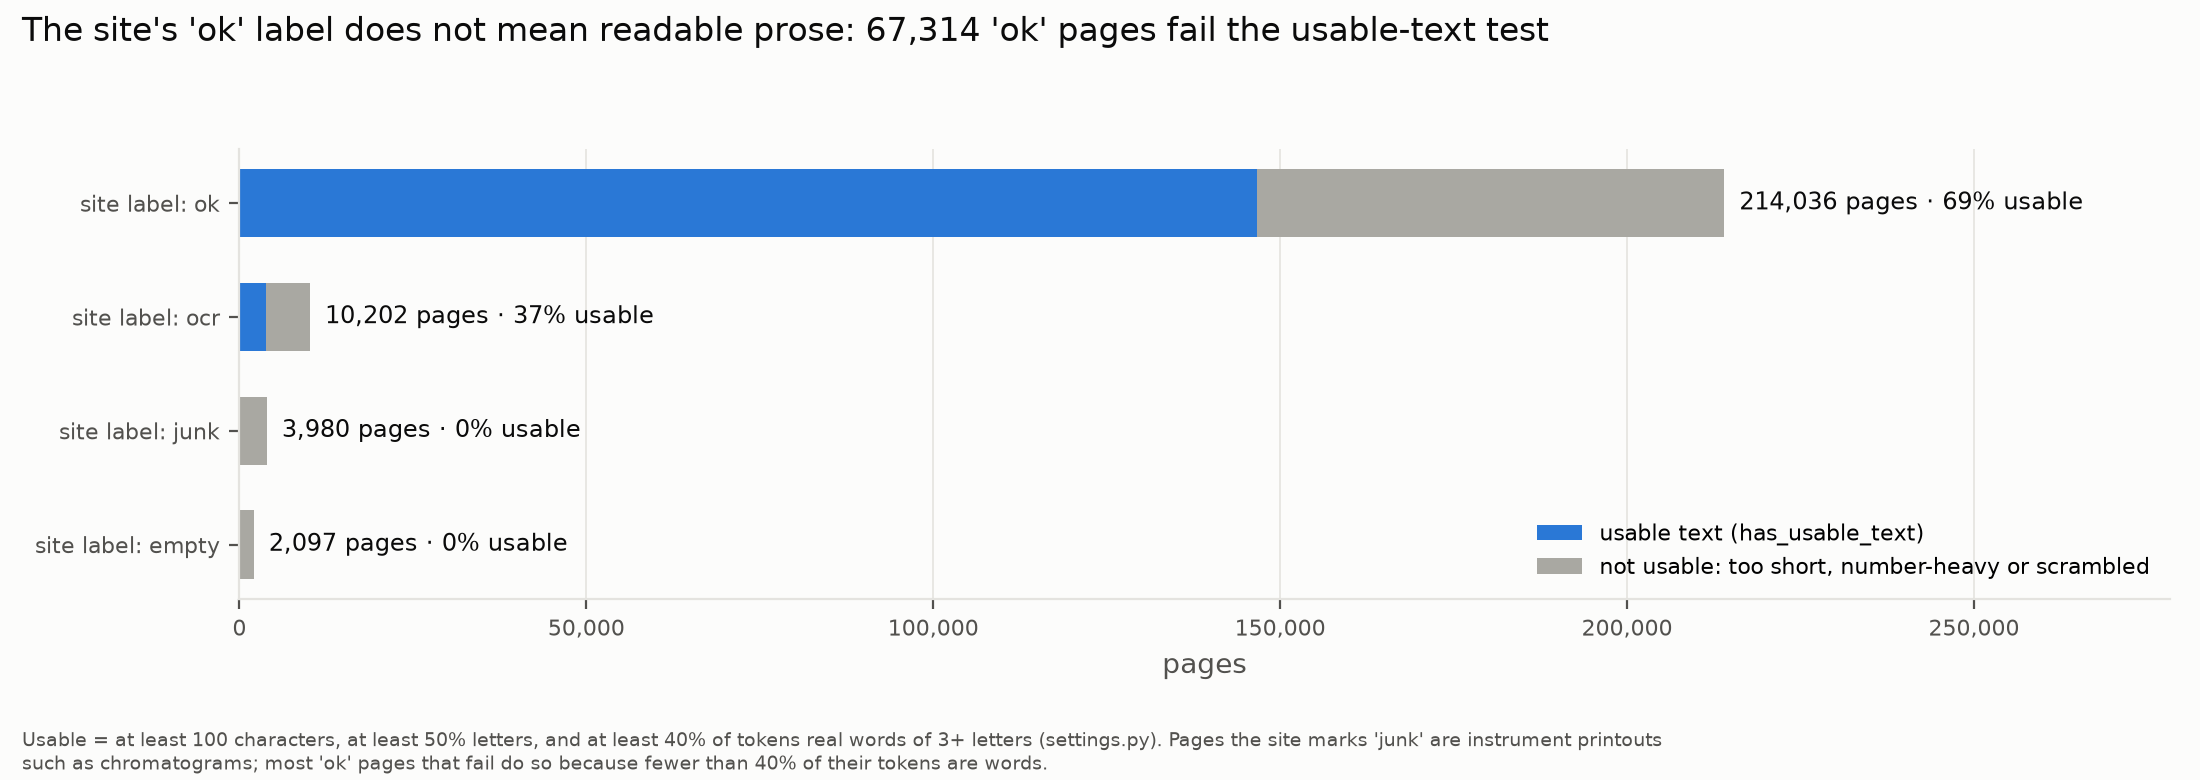 The site's 'ok' label does not mean readable prose: 67,314 'ok' pages fail the usable-text test
site label: ok
214,036 pages · 69% usable
site label: ocr
10,202 pages · 37% usable
site label: junk
3,980 pages · 0% usable
site label: empty
2,097 pages · 0% usable
usable text (has_usable_text)
not usable: too short, number-heavy or scrambled
0 50,000 100,000 150,000 200,000 250,000
pages
Usable = at least 100 characters, at least 50% letters, and at least 40% of tokens real words of 3+ letters (settings.py). Pages the site marks 'junk' are instrument printouts
such as chromatograms; most 'ok' pages that fail do so because fewer than 40% of their tokens are words.